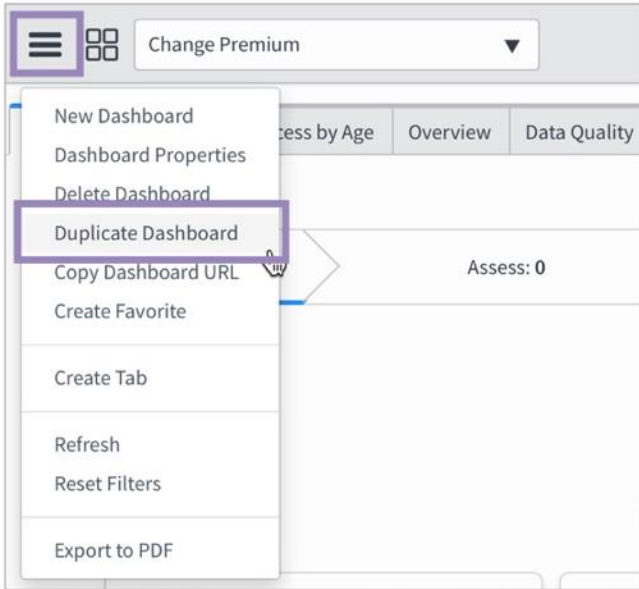 Change Premium
New Dashboard
Dashboard Properties
Delete Dashboard
Duplicate Dashboard
Copy Dashboard URL
Create Favorite
Create Tab
Refresh
Reset Filters
Export to PDF
by Age
Overview
Data Quality
Assess: 0